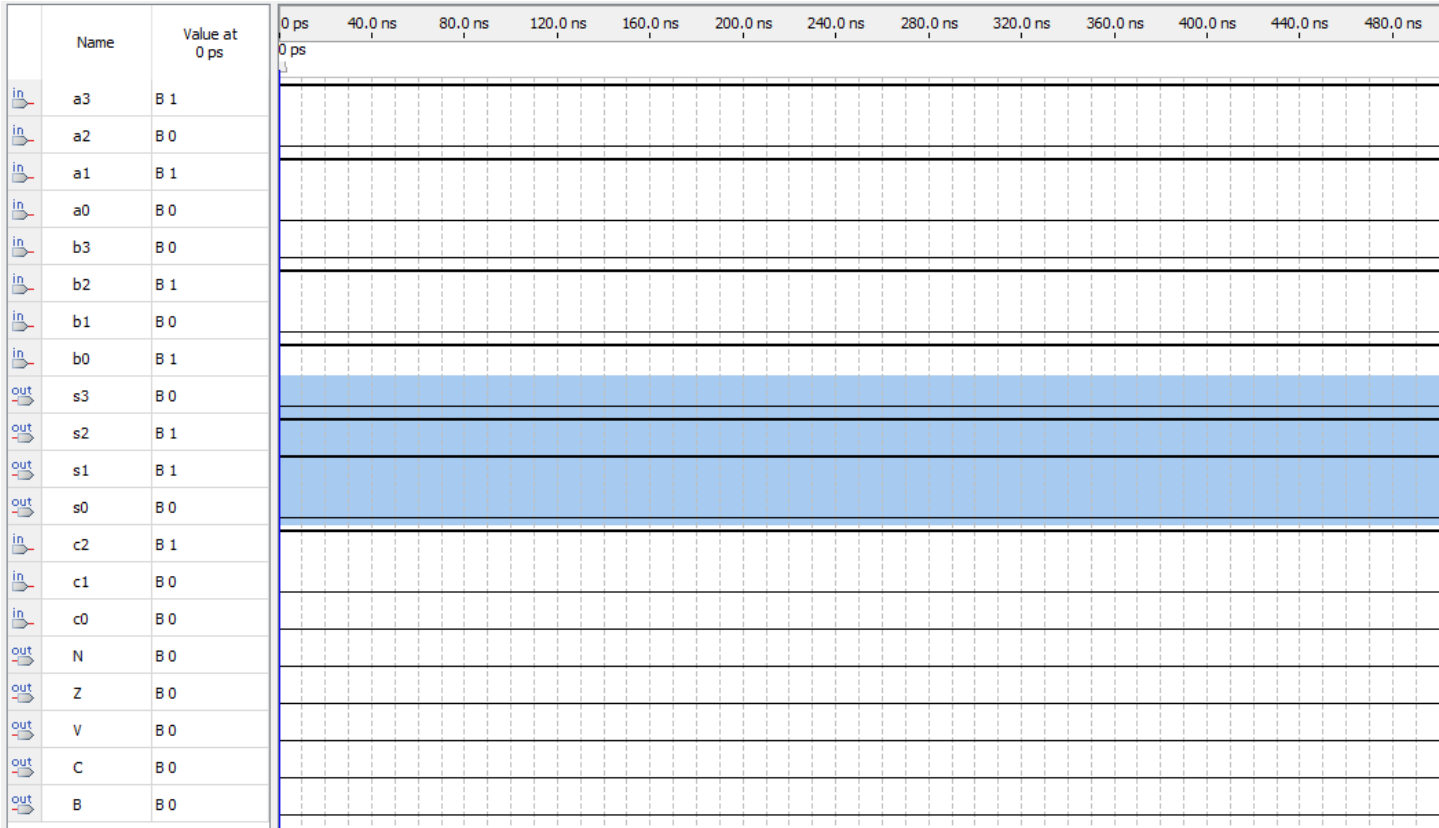 Name Value at 0 ps 0 ps 40.0 ns 80.0 ns 120.0 ns 160.0 ns 200.0 ns 240.0 ns 280.0 ns 320.0 ns 360.0 ns 400.0 ns 440.0 ns 480.0 ns
0 ps
in a3 B 1
in a2 B 0
in a1 B 1
in a0 B 0
in b3 B 0
in b2 B 1
in b1 B 0
in b0 B 1
out s3 B 0
out s2 B 1
out s1 B 1
out s0 B 0
in c2 B 1
in c1 B 0
in c0 B 0
out N B 0
out Z B 0
out V B 0
out C B 0
out B B 0